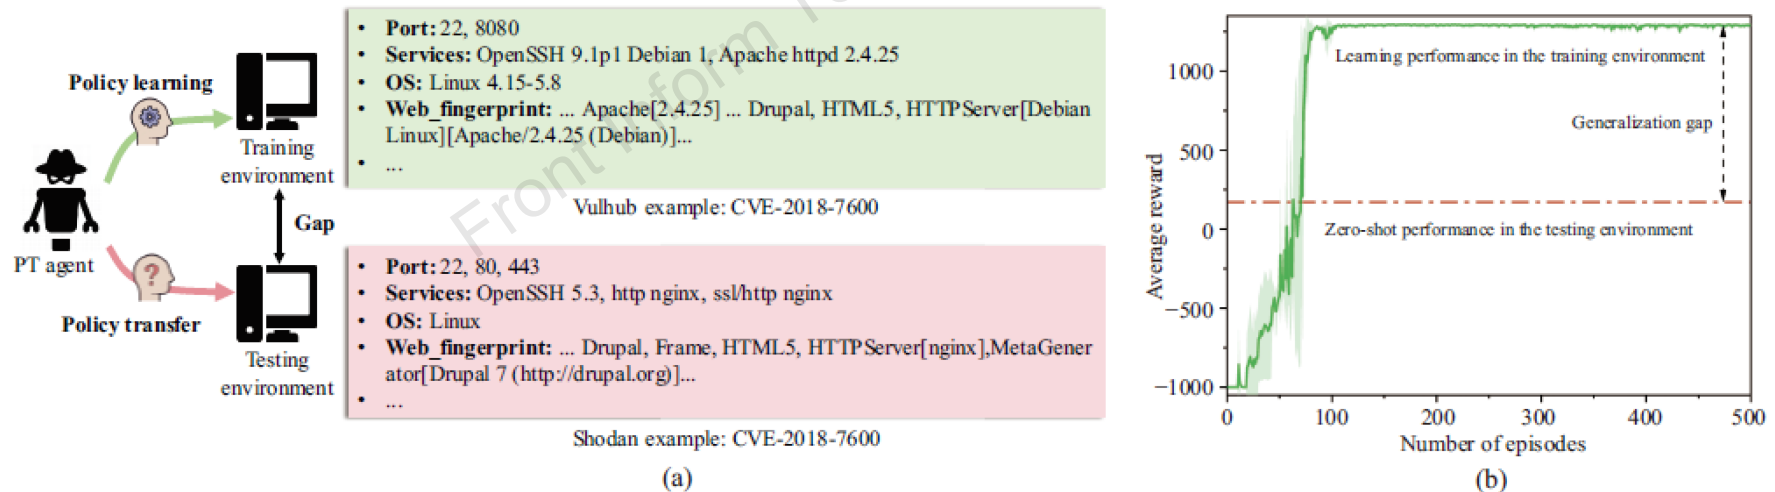 Policy learning
PT agent
Policy transfer
Training
environment
Gap
Testing
environment
• Port: 22, 8080
• Services: OpenSSH 9.1p1 Debian 1, Apache httpd 2.4.25
• OS: Linux 4.15-5.8
• Web_fingerprint: ... Apache[2.4.25] ... Drupal, HTML5, HTTPServer[Debian
Linux][Apache/2.4.25 (Debian)]...
• ...
Vulhub example: CVE-2018-7600
• Port: 22, 80, 443
• Services: OpenSSH 5.3, http nginx, ssl/http nginx
• OS: Linux
• Web_fingerprint: ... Drupal, Frame, HTML5, HTTPServer[nginx],MetaGener
ator[Drupal 7 (http://drupal.org)]...
• ...
Shodan example: CVE-2018-7600
(a)
Front Inform
Average reward
1000
500
0
−500
−1000
Learning performance in the training environment
Generalization gap
Zero-shot performance in the testing environment
0 100 200 300 400 500
Number of episodes
(b)
?